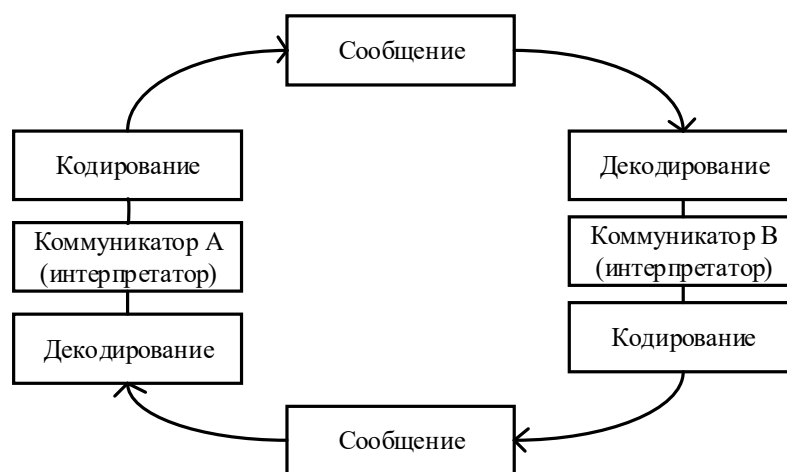 Сообщение
Кодирование
Декодирование
Коммуникатор А
(интерпретатор)
Коммуникатор В
(интерпретатор)
Декодирование
Кодирование
Сообщение